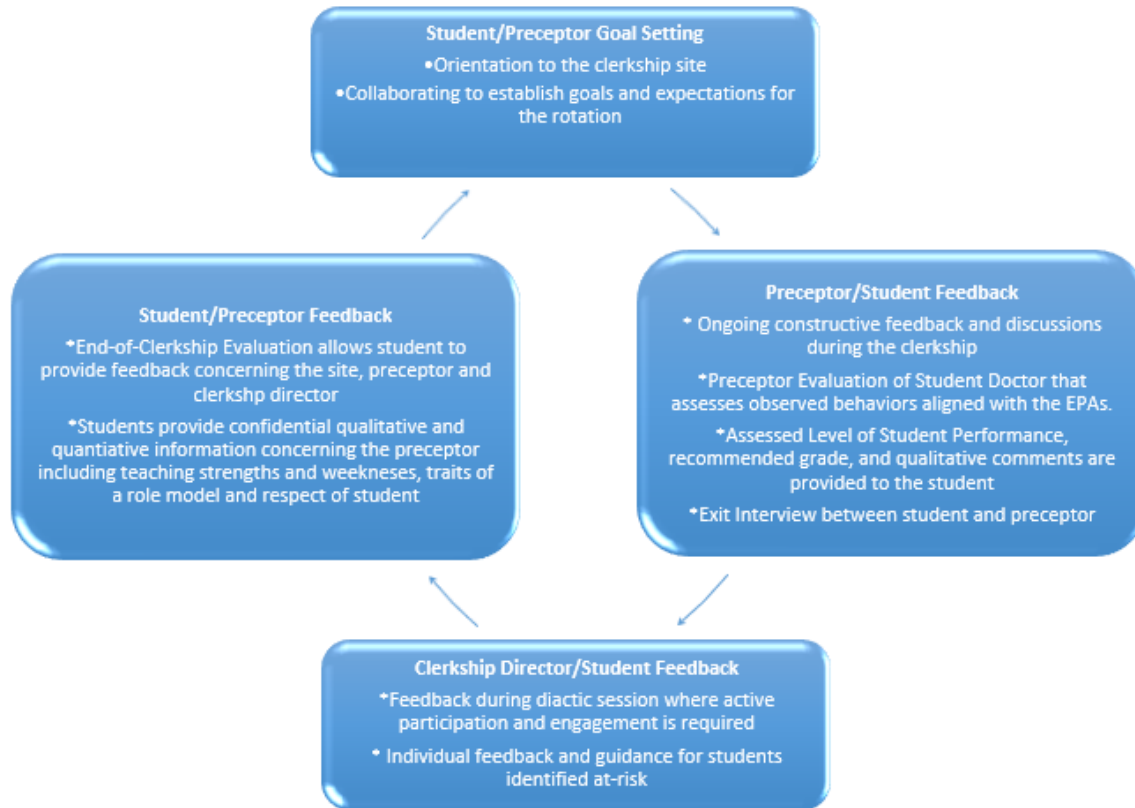 Student/Preceptor Goal Setting
•Orientation to the clerkship site
•Collaborating to establish goals and expectations for
the rotation
Preceptor/Student Feedback
* Ongoing constructive feedback and discussions
during the clerkship
*Preceptor Evaluation of Student Doctor that
assesses observed behaviors aligned with the EPAs.
*Assessed Level of Student Performance,
recommended grade, and qualitative comments are
provided to the student
*Exit Interview between student and preceptor
Clerkship Director/Student Feedback
*Feedback during diactic session where active
participation and engagement is required
* Individual feedback and guidance for students
identified at-risk
Student/Preceptor Feedback
*End-of-Clerkship Evaluation allows student to
provide feedback concerning the site, preceptor and
clerkshp director
*Students provide confidential qualitative and
quantiative information concerning the preceptor
including teaching strengths and weekneses, traits of
a role model and respect of student